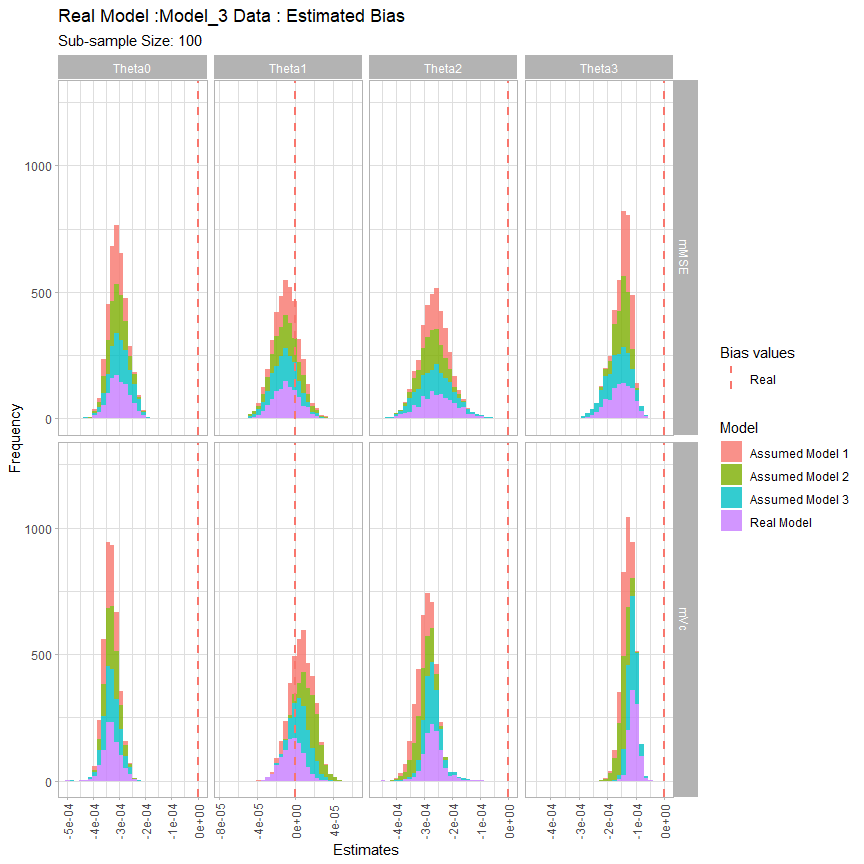 Real Model :Model_3 Data : Estimated Bias
Sub-sample Size: 100
Theta0 Theta1 Theta2 Theta3
1000
500
0
mMSE
1000
500
0
mVc
Frequency
-5e-04 -4e-04 -3e-04 -2e-04 -1e-04 0e+00 -8e-05 -4e-05 0e+00 4e-05 -4e-04 -3e-04 -2e-04 -1e-04 0e+00 -3e-04 -2e-04 -1e-04 0e+00
Estimates
Bias values
Real
Model
Assumed Model 1
Assumed Model 2
Assumed Model 3
Real Model